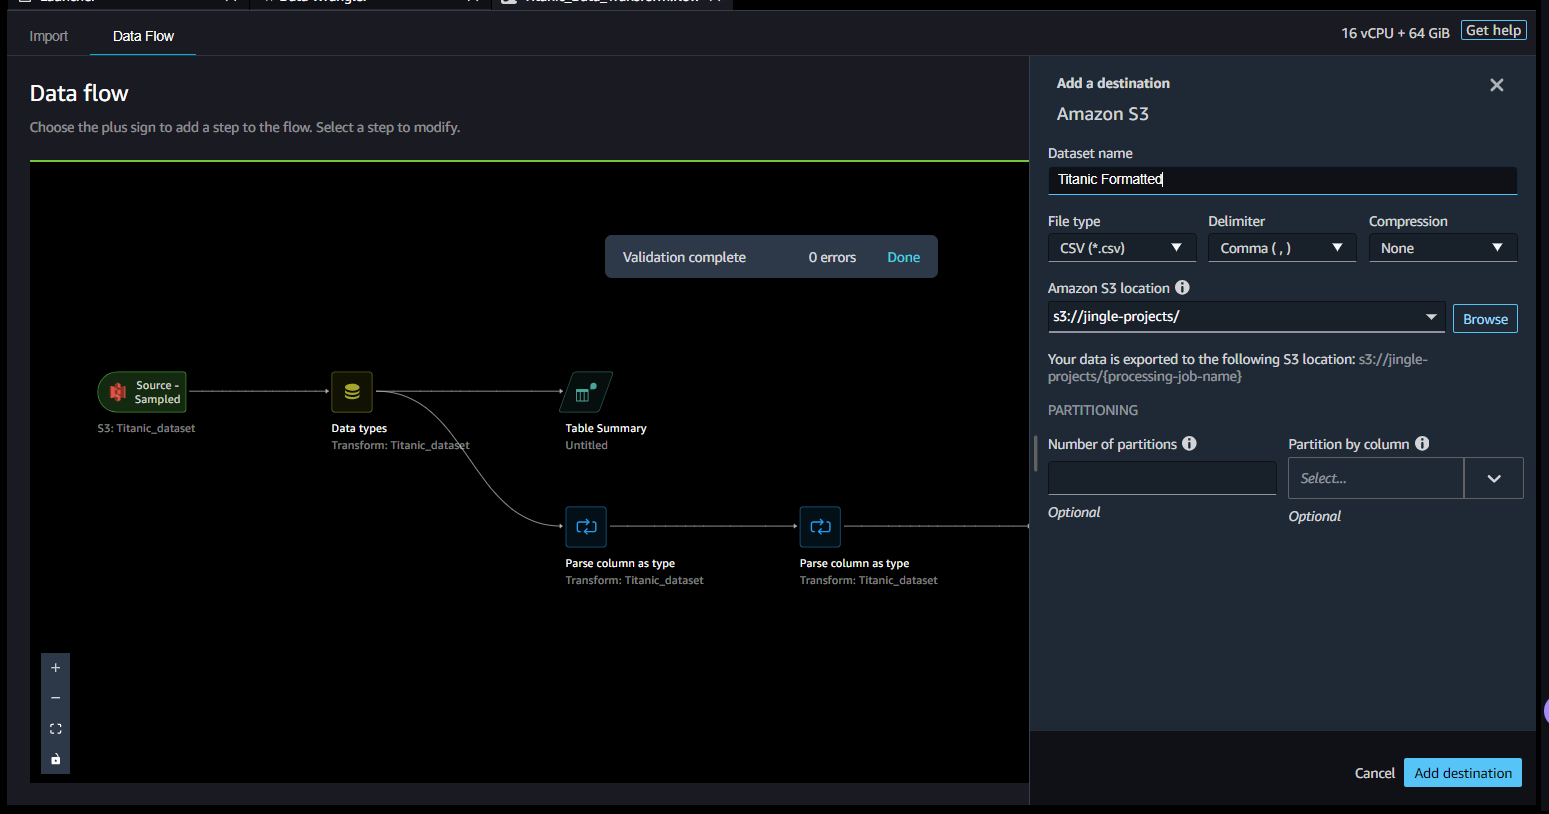 Launcher
Data Wrangler
Titanic_Data_Transform.flow
Import
Data Flow
16 vCPU + 64 GiB
Get help
Data flow
Choose the plus sign to add a step to the flow. Select a step to modify.
Validation complete
0 errors
Done
Source -
Sampled
S3: Titanic_dataset
Data types
Transform: Titanic_dataset
Table Summary
Untitled
Parse column as type
Transform: Titanic_dataset
Parse column as type
Transform: Titanic_dataset
Add a destination
Amazon S3
Dataset name
Titanic Formatted
File type
Delimiter
Compression
CSV (*.csv)
Comma ( , )
None
Amazon S3 location
s3://jingle-projects/
Browse
Your data is exported to the following S3 location: s3://jingle-
projects/{processing-job-name}
PARTITIONING
Number of partitions
Partition by column
Select...
Optional
Optional
Cancel
Add destination